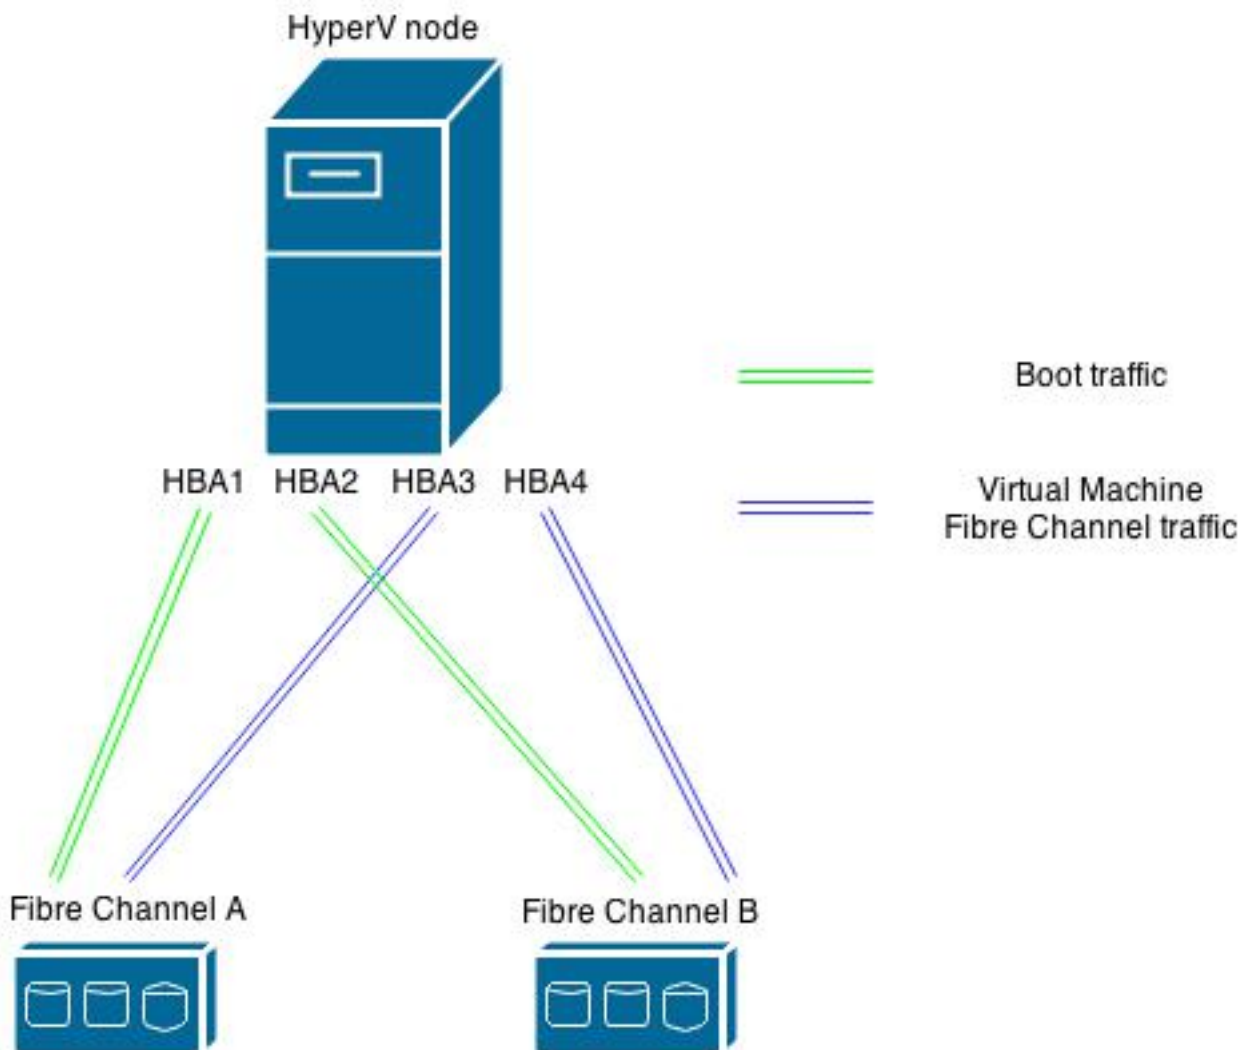 HyperV node
Boot traffic
HBA1 HBA2 HBA3 HBA4
Virtual Machine
Fibre Channel traffic
Fibre Channel A
Fibre Channel B